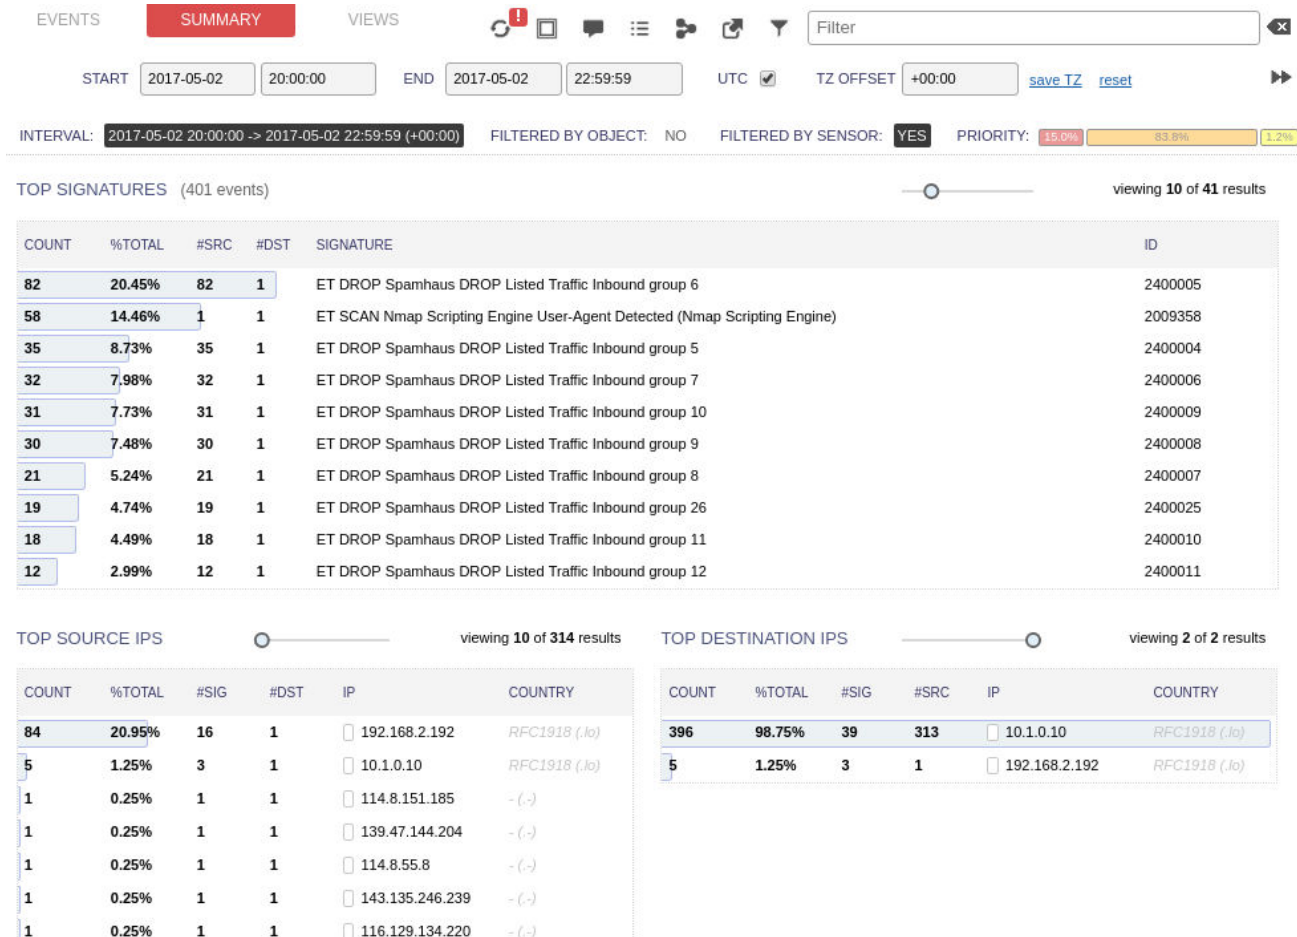 EVENTS SUMMARY VIEWS ! Filter
START 2017-05-02 20:00:00 END 2017-05-02 22:59:59 UTC TZ OFFSET +00:00 save TZ reset
INTERVAL: 2017-05-02 20:00:00 -> 2017-05-02 22:59:59 (+00:00) FILTERED BY OBJECT: NO FILTERED BY SENSOR: YES PRIORITY: 15.0% 83.8% 1.2%
TOP SIGNATURES (401 events) viewing 10 of 41 results
COUNT %TOTAL #SRC #DST SIGNATURE ID
82 20.45% 82 1 ET DROP Spamhaus DROP Listed Traffic Inbound group 6 2400005
58 14.46% 1 1 ET SCAN Nmap Scripting Engine User-Agent Detected (Nmap Scripting Engine) 2009358
35 8.73% 35 1 ET DROP Spamhaus DROP Listed Traffic Inbound group 5 2400004
32 7.98% 32 1 ET DROP Spamhaus DROP Listed Traffic Inbound group 7 2400006
31 7.73% 31 1 ET DROP Spamhaus DROP Listed Traffic Inbound group 10 2400009
30 7.48% 30 1 ET DROP Spamhaus DROP Listed Traffic Inbound group 9 2400008
21 5.24% 21 1 ET DROP Spamhaus DROP Listed Traffic Inbound group 8 2400007
19 4.74% 19 1 ET DROP Spamhaus DROP Listed Traffic Inbound group 26 2400025
18 4.49% 18 1 ET DROP Spamhaus DROP Listed Traffic Inbound group 11 2400010
12 2.99% 12 1 ET DROP Spamhaus DROP Listed Traffic Inbound group 12 2400011
TOP SOURCE IPS viewing 10 of 314 results
COUNT %TOTAL #SIG #DST IP COUNTRY
84 20.95% 16 1 192.168.2.192 RFC1918 (.lo)
5 1.25% 3 1 10.1.0.10 RFC1918 (.lo)
1 0.25% 1 1 114.8.151.185 - (.-)
1 0.25% 1 1 139.47.144.204 - (.-)
1 0.25% 1 1 114.8.55.8 - (.-)
1 0.25% 1 1 143.135.246.239 - (.-)
1 0.25% 1 1 116.129.134.220 - (.-)
TOP DESTINATION IPS viewing 2 of 2 results
COUNT %TOTAL #SIG #SRC IP COUNTRY
396 98.75% 39 313 10.1.0.10 RFC1918 (.lo)
5 1.25% 3 1 192.168.2.192 RFC1918 (.lo)